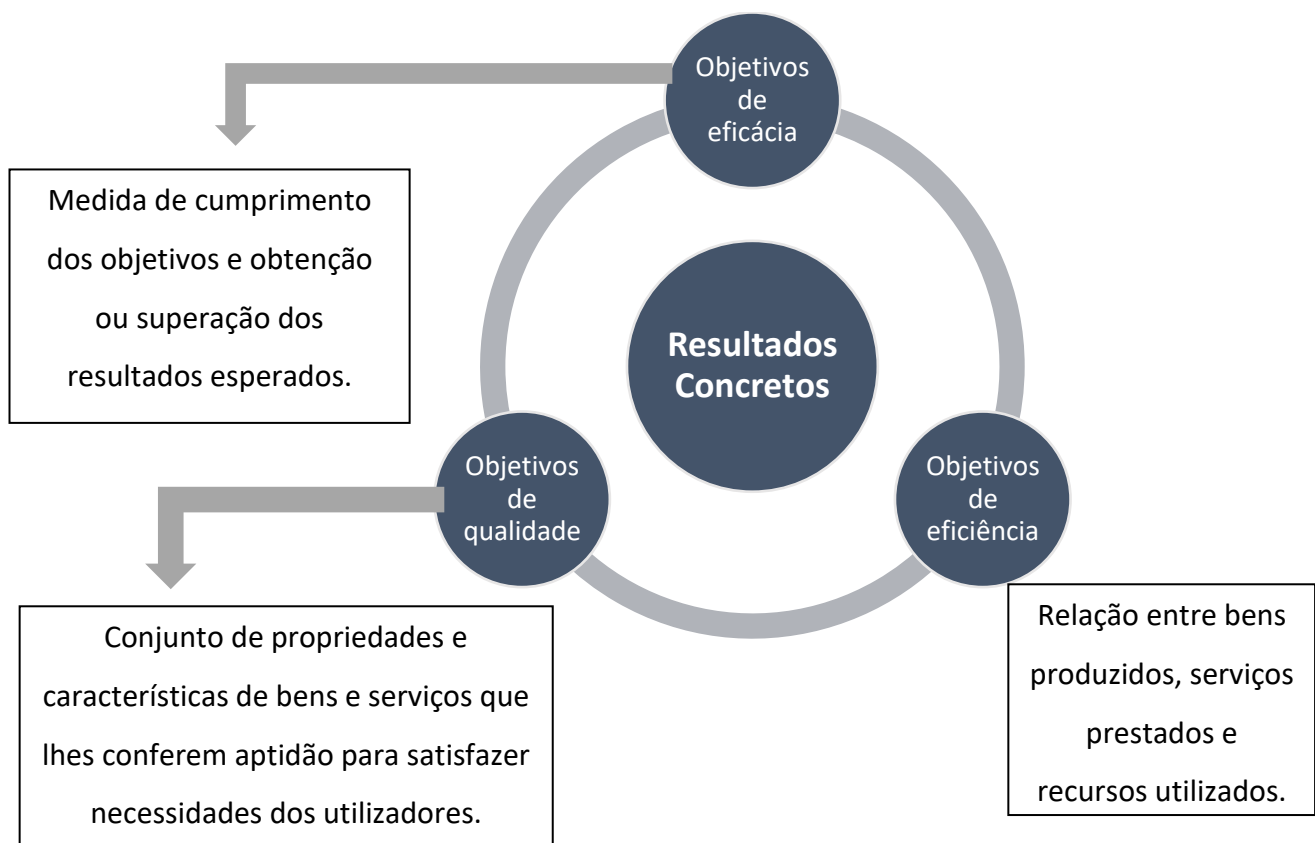 Objetivos
de
eficácia
Medida de cumprimento
dos objetivos e obtenção
ou superação dos
resultados esperados.
Resultados
Concretos
Objetivos
de
qualidade
Objetivos
de
eficiência
Conjunto de propriedades e
característícas de bens e serviços que
lhes conferem aptidão para satisfazer
necessidades dos utilizadores.
Relação entre bens
produzidos, serviços
prestados e
recursos utilizados.